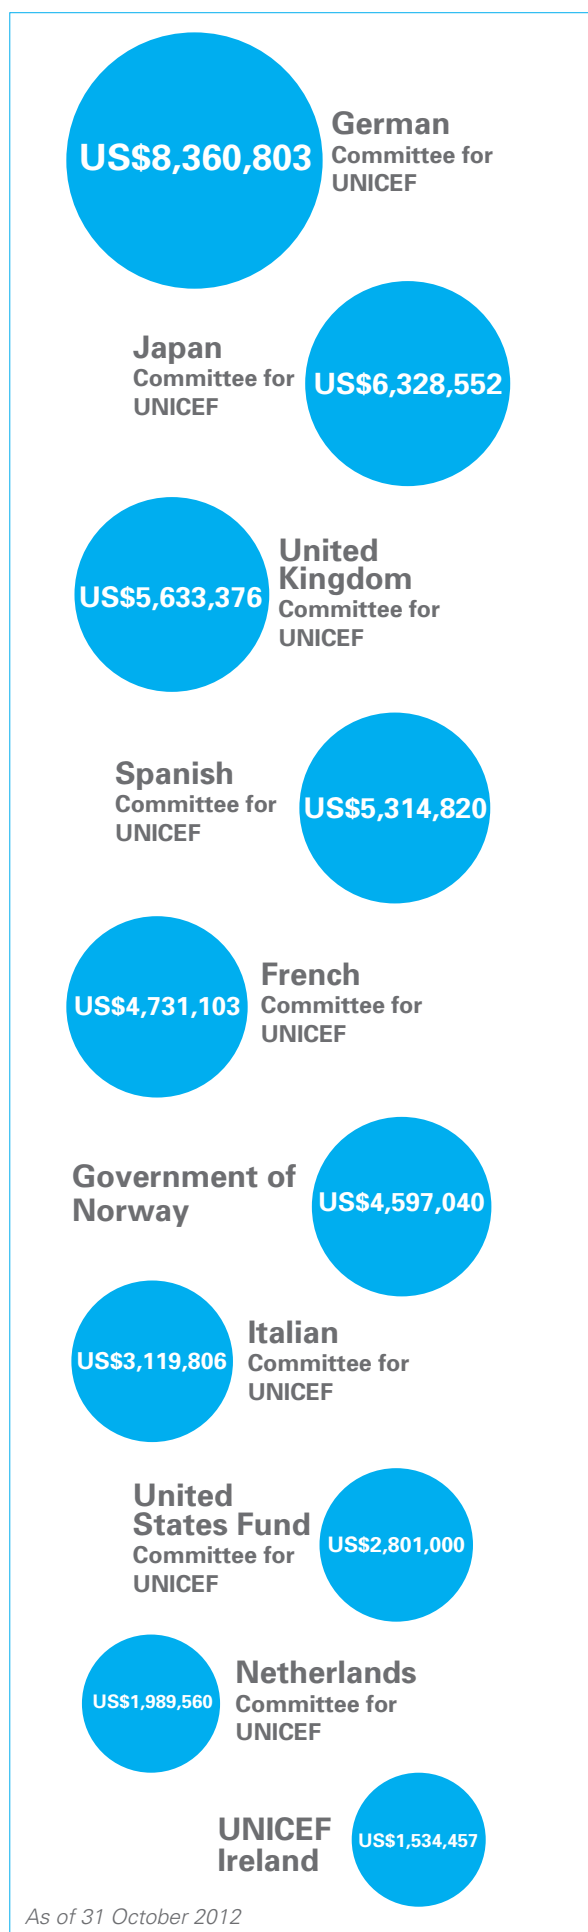 US$8,360,803
German
Committee for
UNICEF
Japan
Committee for
UNICEF
US$6,328,552
US$5,633,376
United
Kingdom
Committee for
UNICEF
Spanish
Committee for
UNICEF
US$5,314,820
US$4,731,103
French
Committee for
UNICEF
Government of
Norway
US$4,597,040
US$3,119,806
Italian
Committee for
UNICEF
United
States Fund
Committee for
UNICEF
US$2,801,000
US$1,989,560
Netherlands
Committee for
UNICEF
UNICEF
Ireland
US$1,534,457
As of 31 October 2012